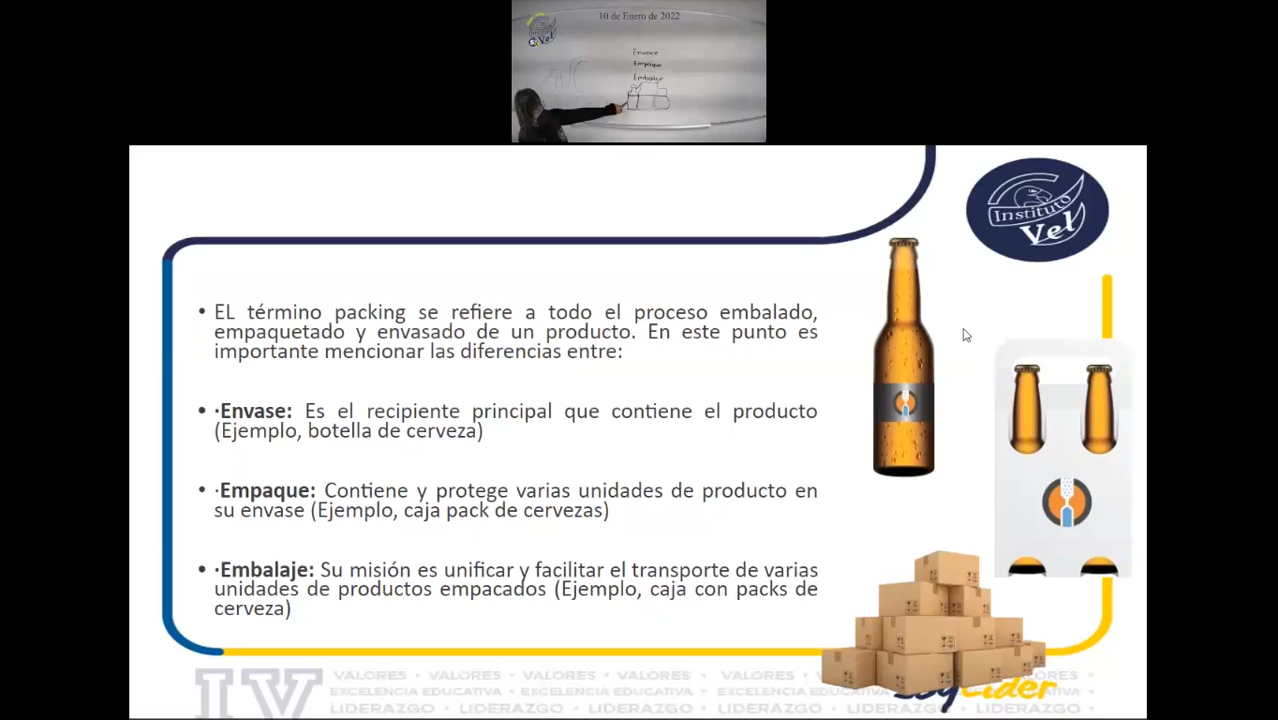 10 de Enero de 2022
Vel
Envace
Empaque
Embalaje
Instituto
Vel
• EL término packing se refiere a todo el proceso embalado,
empaquetado y envasado de un producto. En este punto es
importante mencionar las diferencias entre:
• ·Envase: Es el recipiente principal que contiene el producto
(Ejemplo, botella de cerveza)
• ·Empaque: Contiene y protege varias unidades de producto en
su envase (Ejemplo, caja pack de cervezas)
• ·Embalaje: Su misión es unificar y facilitar el transporte de varias
unidades de productos empacados (Ejemplo, caja con packs de
cerveza)
IV
VALORES • VALORES • VALORES • VALORES • VALORES • VALORES
EXCELENCIA EDUCATIVA • EXCELENCIA EDUCATIVA • EXCELENCIA EDUCATIVA
LIDERAZGO • LIDERAZGO • LIDERAZGO • LIDERAZGO • LIDERAZGO • LIDERAZGO